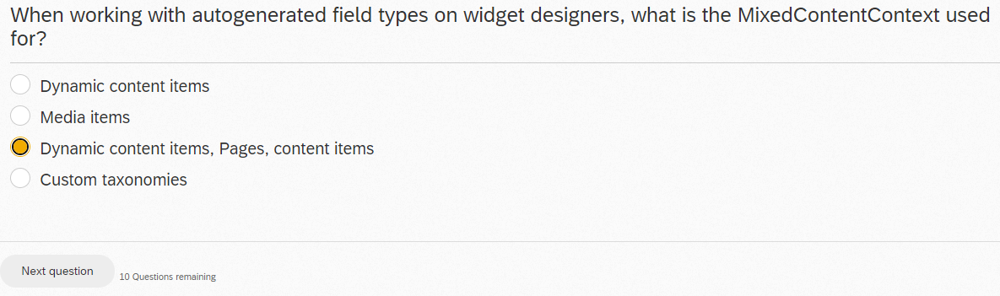 When working with autogenerated field types on widget designers, what is the MixedContentContext used
for?
Dynamic content items
Media items
Dynamic content items, Pages, content items
Custom taxonomies
Next question
10 Questions remaining